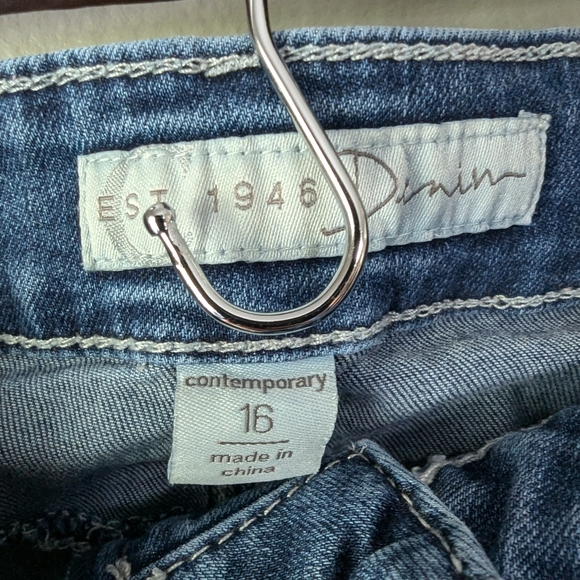 EST 1946 Denim
contemporary
16
made in
china